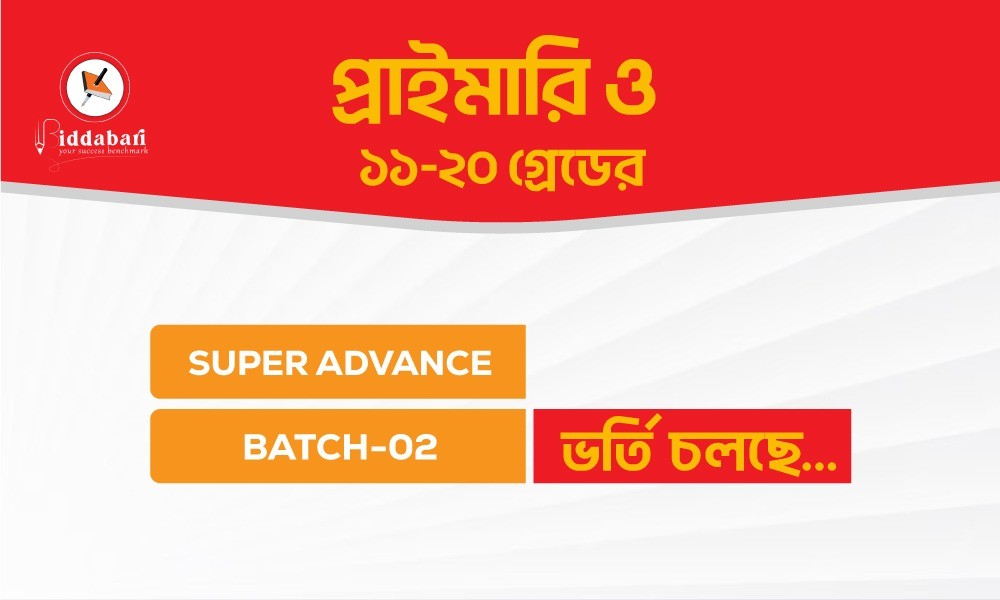 Biddabari
your success benchmark
প্রাইমারি ও
১১-২০ গ্রেডের
SUPER ADVANCE
BATCH-02
ভর্তি চলছে...